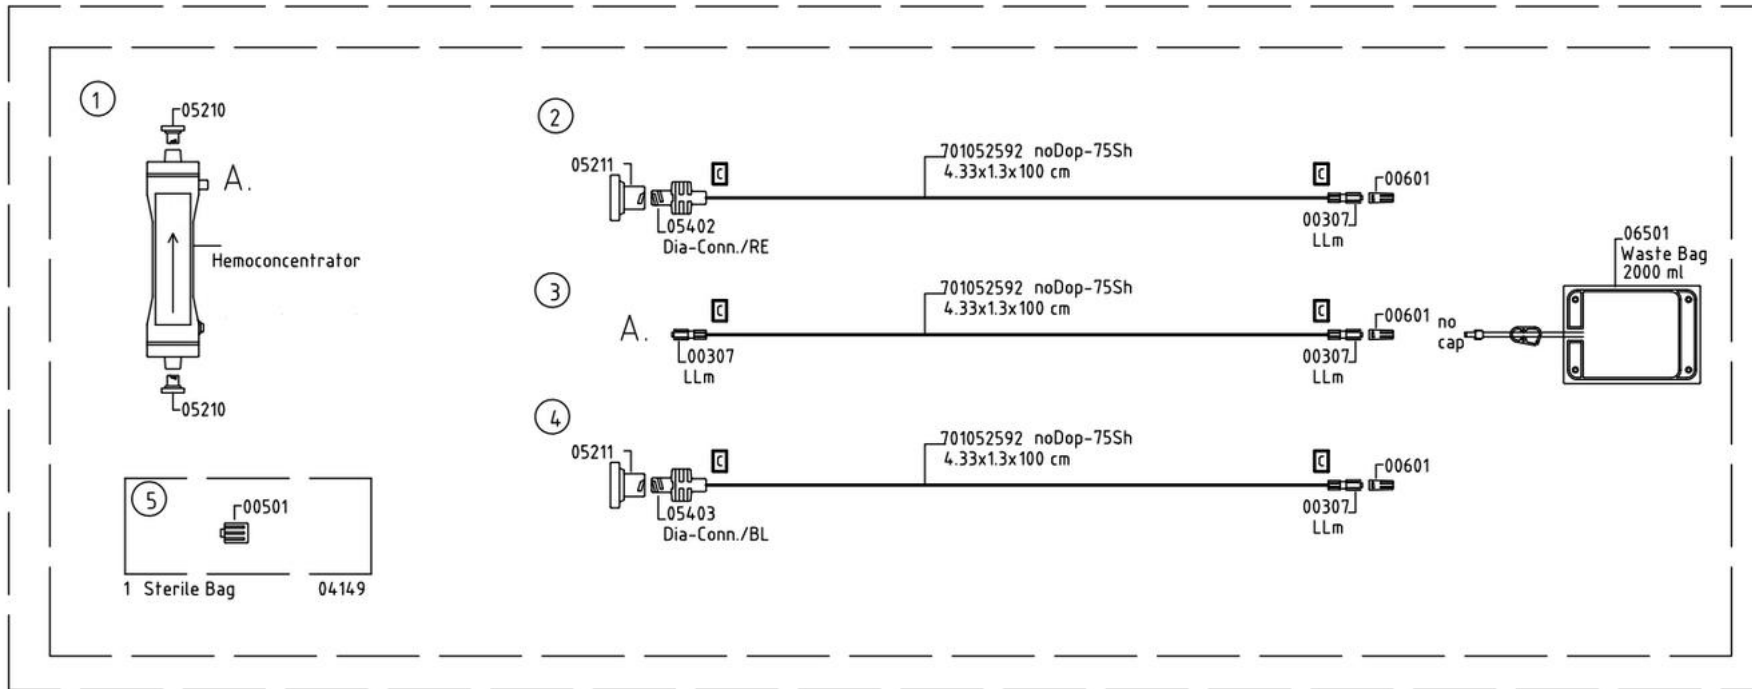 1
05210
A.
Hemoconcentrator
05210
5
00501
1 Sterile Bag 04149
2
05211
05402
Dia-Conn./RE
C
701052592 noDop-75Sh
4.33x1.3x100 cm
C
00601
00307
LLm
3
A.
00307
LLm
C
701052592 noDop-75Sh
4.33x1.3x100 cm
C
00601
00307
LLm
no
cap
06501
Waste Bag
2000 ml
4
05211
05403
Dia-Conn./BL
C
701052592 noDop-75Sh
4.33x1.3x100 cm
C
00601
00307
LLm